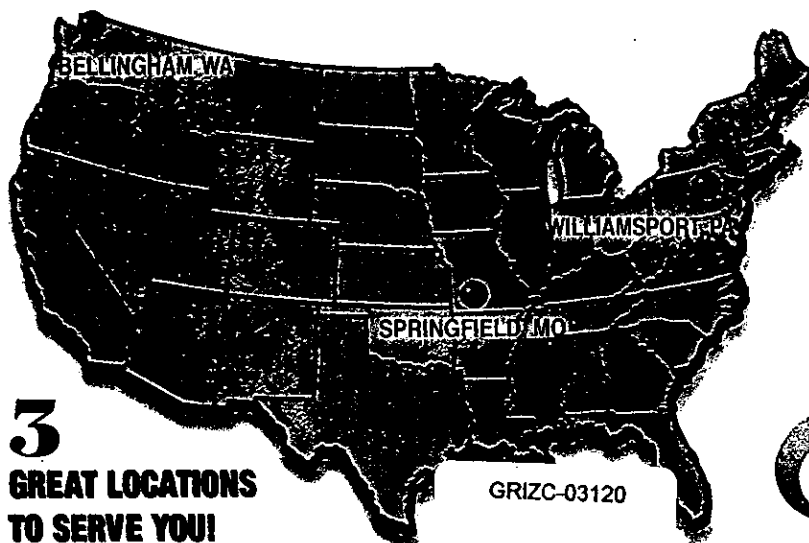 BELLINGHAM, WA
WILLIAMSPORT, PA
SPRINGFIELD, MO
3
GREAT LOCATIONS
TO SERVE YOU!
GRIZC-03120